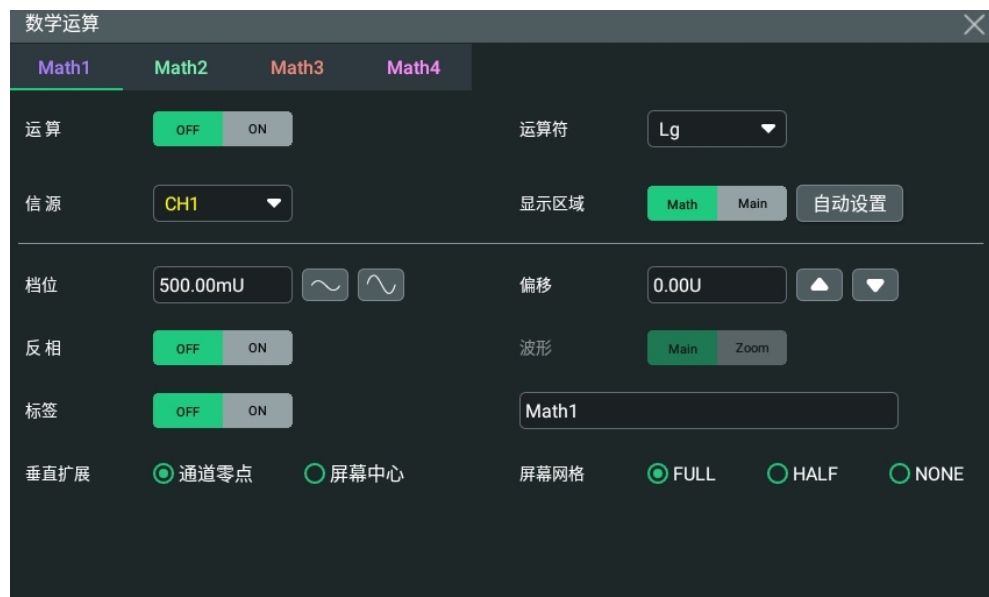 数学运算
Math1 Math2 Math3 Math4
运算 OFF ON 运算符 Lg
信源 CH1 显示区域 Math Main 自动设置
档位 500.00mU 偏移 0.00U
反相 OFF ON 波形 Main Zoom
标签 OFF ON Math1
垂直扩展 通道零点 屏幕中心 屏幕网格 FULL HALF NONE